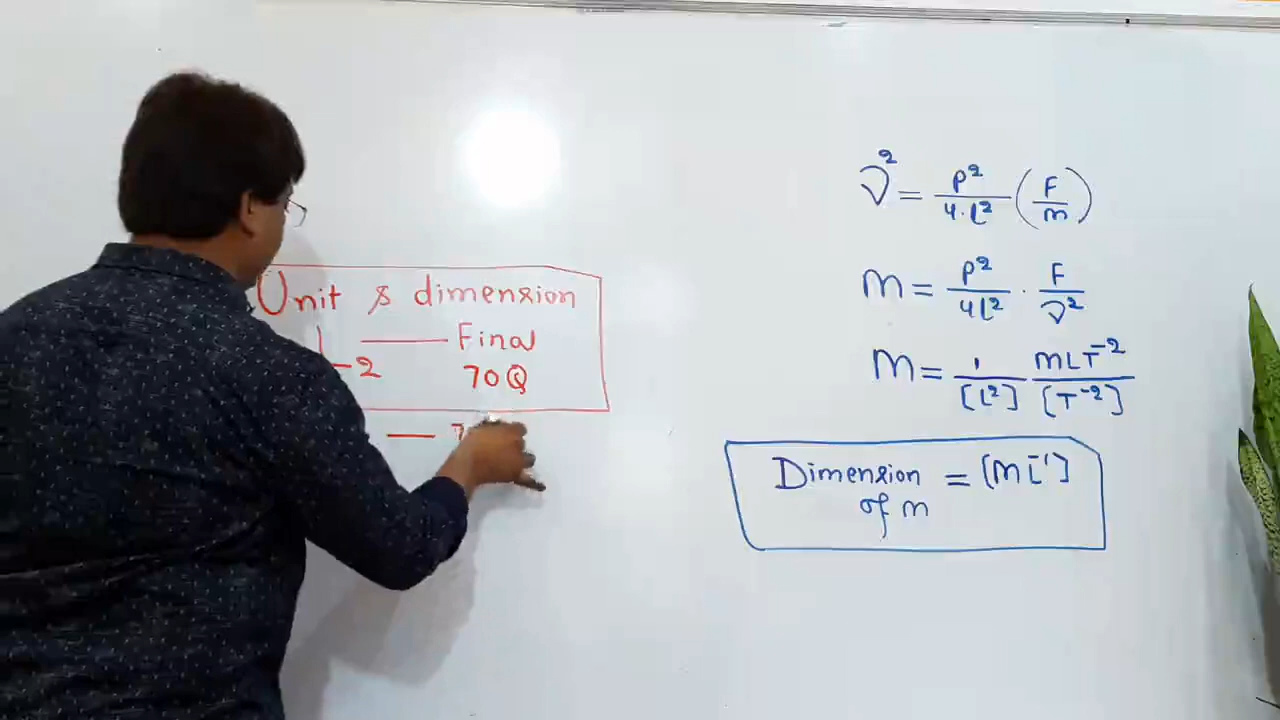 Unit & dimension
Final
-2
70Q
ν² = P²/4·l² (F/m)
m = P²/4l² · F/ν²
m = 1/[L²] MLT⁻²/[T⁻²]
Dimension of m = [ML⁻¹]